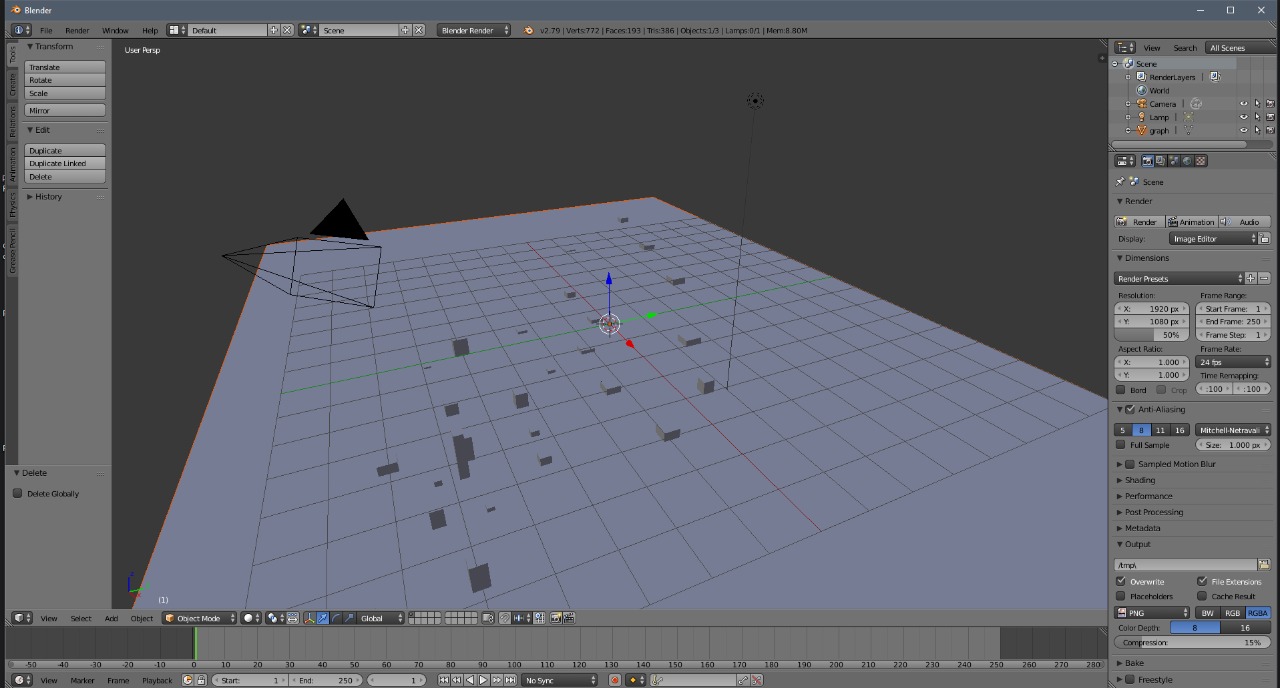 Blender
File Render Window Help Default Scene Blender Render v2.79 | Verts:772 | Faces:193 | Tris:386 | Objects:1/3 | Lamps:0/1 | Mem:8.80M
Tools
Create
Relations
Animation
Physics
Grease Pencil
Transform
Translate
Rotate
Scale
Mirror
Edit
Duplicate
Duplicate Linked
Delete
History
Delete
Delete Globally
User Persp
(1)
View Select Add Object Object Mode Global
View Search All Scenes
Scene
RenderLayers
World
Camera
Lamp
graph
Scene
Render
Render Animation Audio
Display: Image Editor
Dimensions
Render Presets
Resolution: Frame Range:
X: 1920 px Start Frame: 1
Y: 1080 px End Frame: 250
50% Frame Step: 1
Aspect Ratio: Frame Rate:
X: 1.000 24 fps
Y: 1.000 Time Remapping:
Bord Crop :100 :100
Anti-Aliasing
5 8 11 16 Mitchell-Netravali
Full Sample Size: 1.000 px
Sampled Motion Blur
Shading
Performance
Post Processing
Metadata
Output
/tmp\
Overwrite File Extensions
Placeholders Cache Result
PNG BW RGB RGBA
Color Depth: 8 16
Compression: 15%
Bake
Freestyle
-50 -40 -30 -20 -10 0 10 20 30 40 50 60 70 80 90 100 110 120 130 140 150 160 170 180 190 200 210 220 230 240 250 260 270 280
View Marker Frame Playback Start: 1 End: 250 1 No Sync